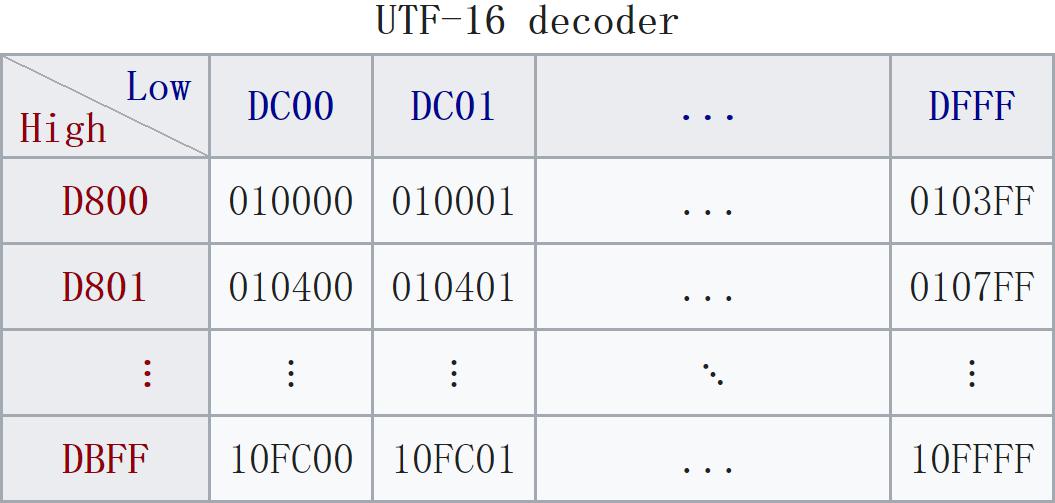 UTF-16 decoder
Low
High
DC00 DC01 ... DFFF
D800 010000 010001 ... 0103FF
D801 010400 010401 ... 0107FF
⋮ ⋮ ⋮ ⋱ ⋮
DBFF 10FC00 10FC01 ... 10FFFF